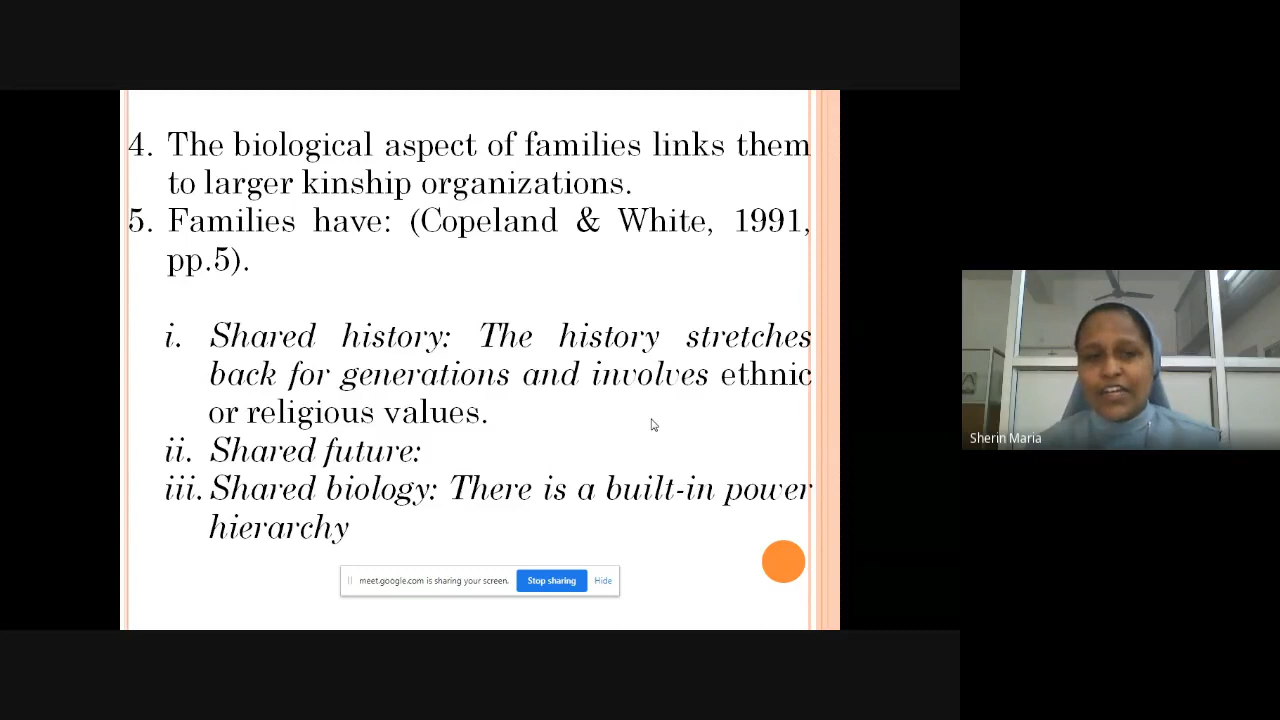 4. The biological aspect of families links them
to larger kinship organizations.
5. Families have: (Copeland & White, 1991,
pp.5).
i. Shared history: The history stretches
back for generations and involves ethnic
or religious values.
ii. Shared future:
iii. Shared biology: There is a built-in power
hierarchy
meet.google.com is sharing your screen. Stop sharing Hide
Sherin Maria